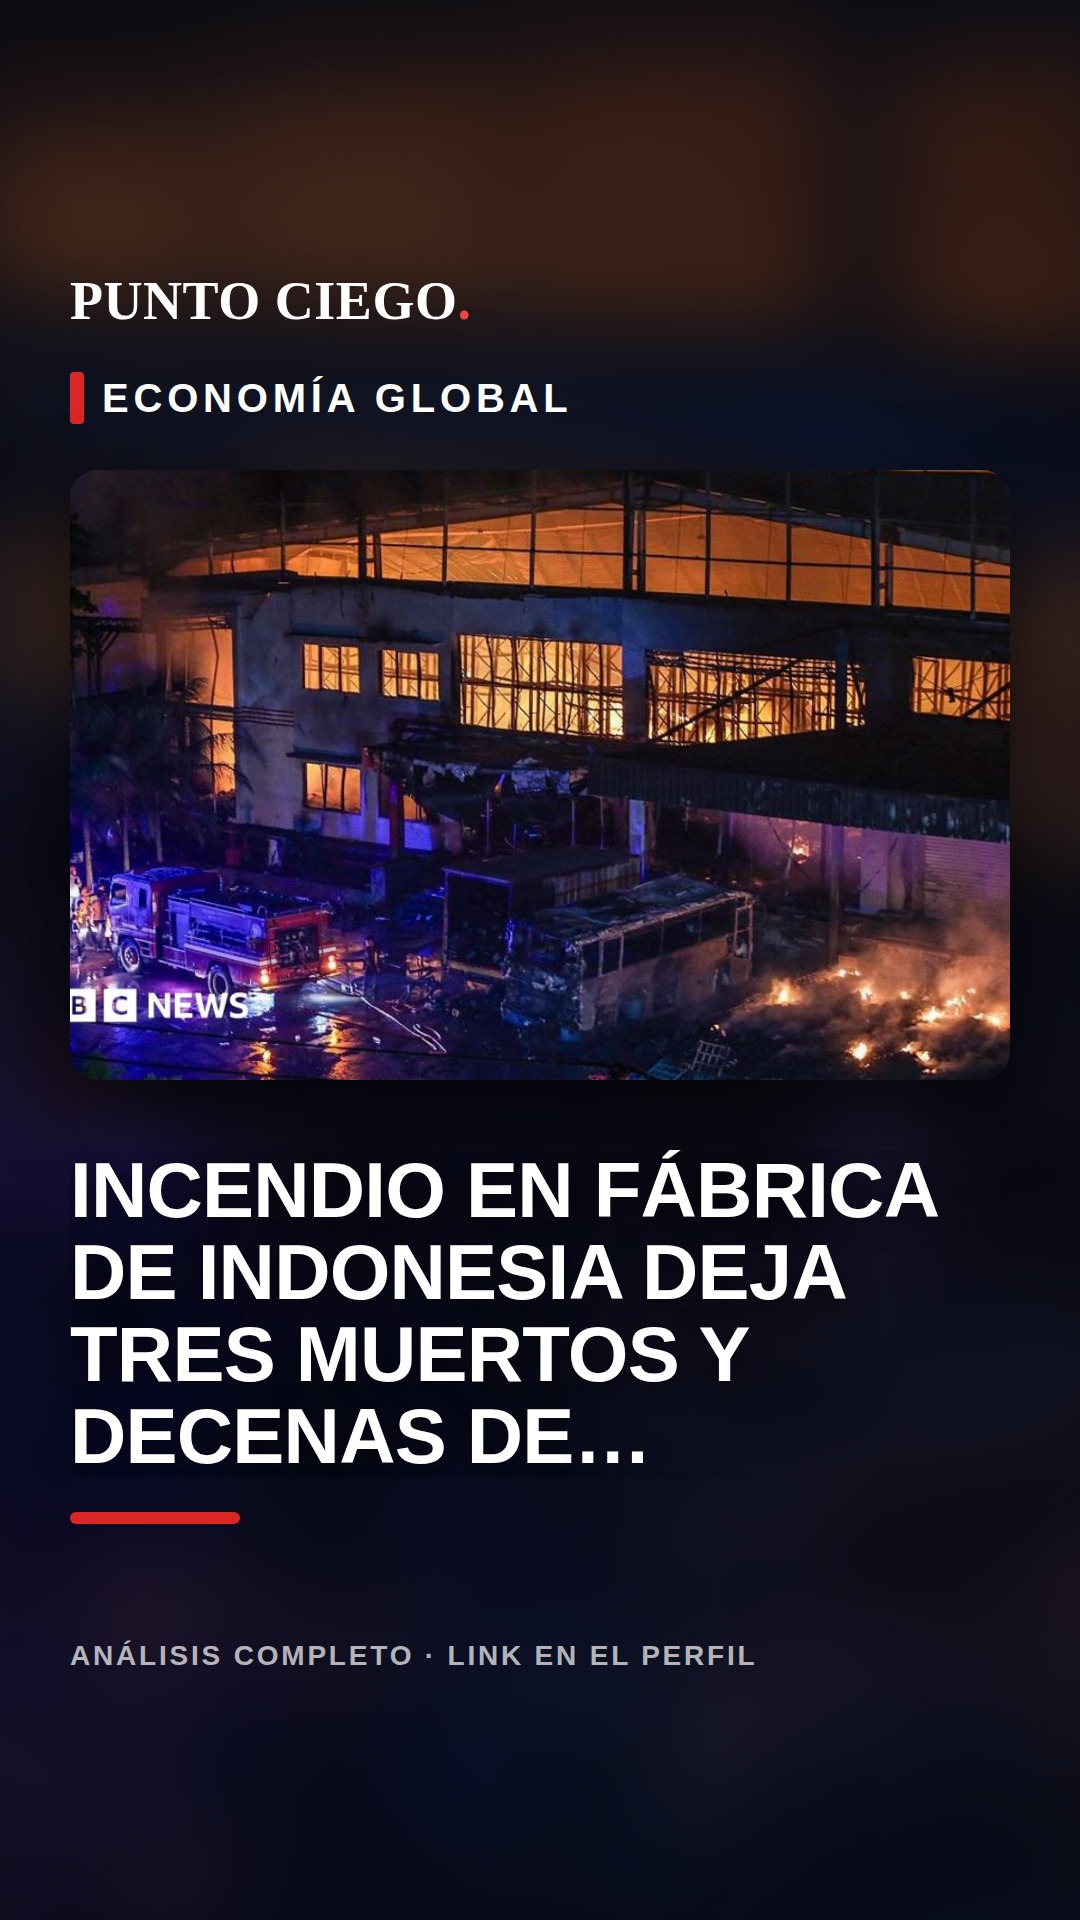 PUNTO CIEGO.
ECONOMÍA GLOBAL
BBC NEWS
INCENDIO EN FÁBRICA
DE INDONESIA DEJA
TRES MUERTOS Y
DECENAS DE…
ANÁLISIS COMPLETO · LINK EN EL PERFIL